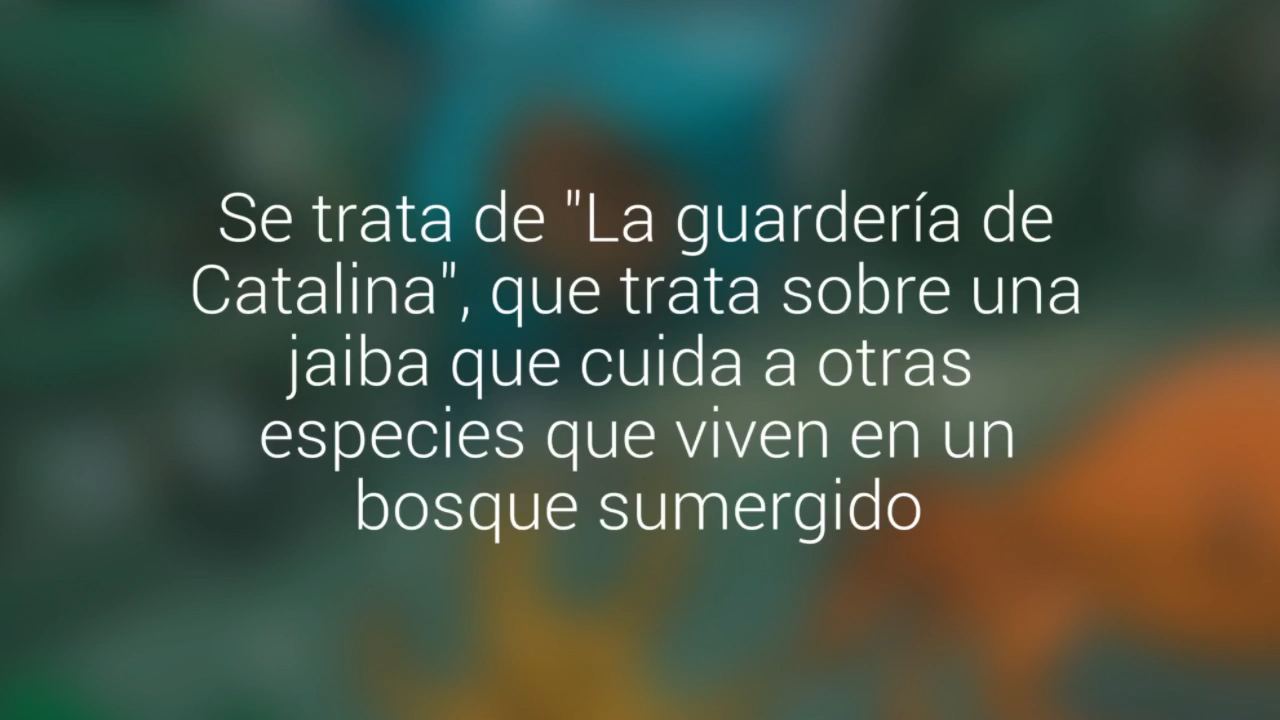 Se trata de "La guardería de
Catalina", que trata sobre una
jaiba que cuida a otras
especies que viven en un
bosque sumergido